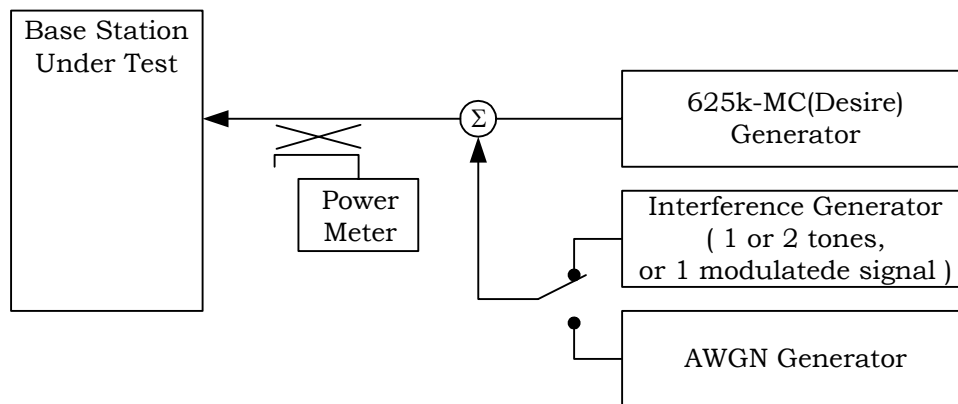 Base Station
Under Test
Σ
625k-MC(Desire)
Generator
Power
Meter
Interference Generator
( 1 or 2 tones,
or 1 modulatede signal )
AWGN Generator